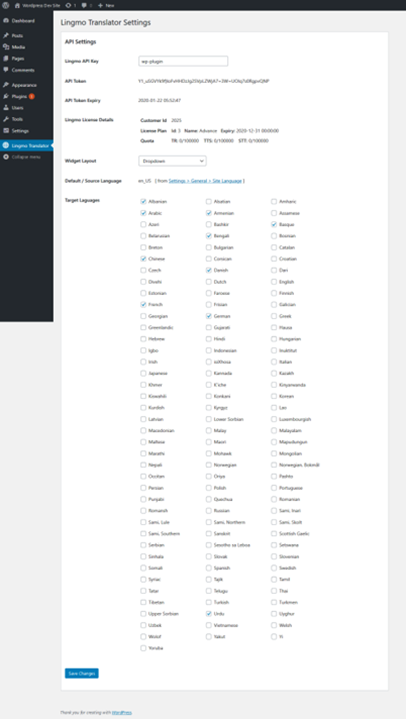 Wordpress Dev Site
1
New
Dashboard
Posts
Media
Pages
Comments
Appearance
Plugins
Users
Tools
Settings
Lingmo Translator
Collapse menu
Lingmo Translator Settings
API Settings
Lingmo API Key
wp-plugin
API Token
API Token Expiry
2020-01-22 05:52:47
Lingmo License Details
Customer Id 2025
License Plan Id: 3 Name: Advance Expiry: 2020-12-31 00:00:00
Quota TR: 0/100000 TTS: 0/100000 STT: 0/100000
Widget Layout
Dropdown
Default / Source Language
en_US ( from Settings > General > Site Language )
Target Laguages
Albanian Alsatian Amharic
Arabic Armenian Assamese
Azeri Bashkir Basque
Belarusian Bengali Bosnian
Breton Bulgarian Catalan
Chinese Corsican Croatian
Czech Danish Dari
Divehi Dutch English
Estonian Faroese Finnish
French Frisian Galician
Georgian German Greek
Greenlandic Gujarati Hausa
Hebrew Hindi Hungarian
Igbo Indonesian Inuktitut
Irish isiXhosa Italian
Japanese Kannada Kazakh
Khmer K'iche Kinyarwanda
Kiswahili Konkani Korean
Kurdish Kyrgyz Lao
Latvian Lower Sorbian Luxembourgish
Macedonian Malay Malayalam
Maltese Maori Mapudungun
Marathi Mohawk Mongolian
Nepali Norwegian Norwegian, Bokmål
Occitan Oriya Pashto
Persian Polish Portuguese
Punjabi Quechua Romanian
Romansh Russian Sami, Inari
Sami, Lule Sami, Northern Sami, Skolt
Sami, Southern Sanskrit Scottish Gaelic
Serbian Sesotho sa Leboa Setswana
Sinhala Slovak Slovenian
Somali Spanish Swedish
Syriac Tajik Tamil
Tatar Telugu Thai
Tibetan Turkish Turkmen
Upper Sorbian Urdu Uyghur
Uzbek Vietnamese Welsh
Wolof Yakut Yi
Yoruba
Save Changes
Thank you for creating with WordPress.